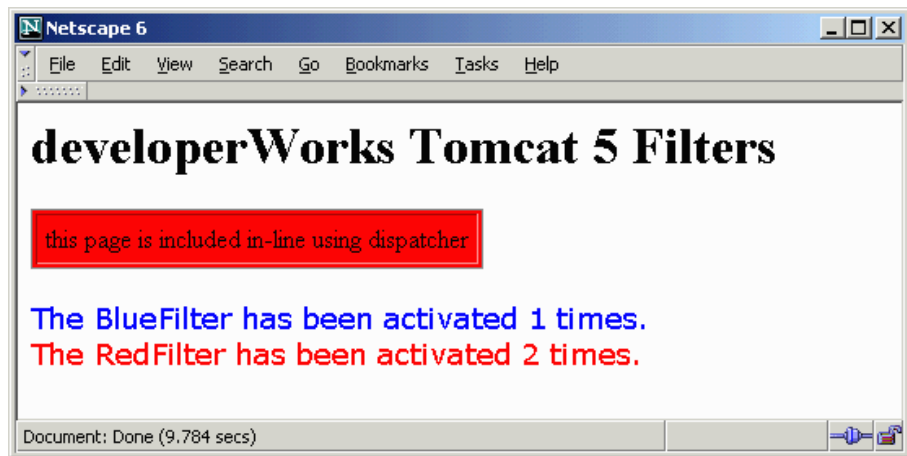 Netscape 6
File Edit View Search Go Bookmarks Tasks Help
developerWorks Tomcat 5 Filters
this page is included in-line using dispatcher
The BlueFilter has been activated 1 times.
The RedFilter has been activated 2 times.
Document: Done (9.784 secs)